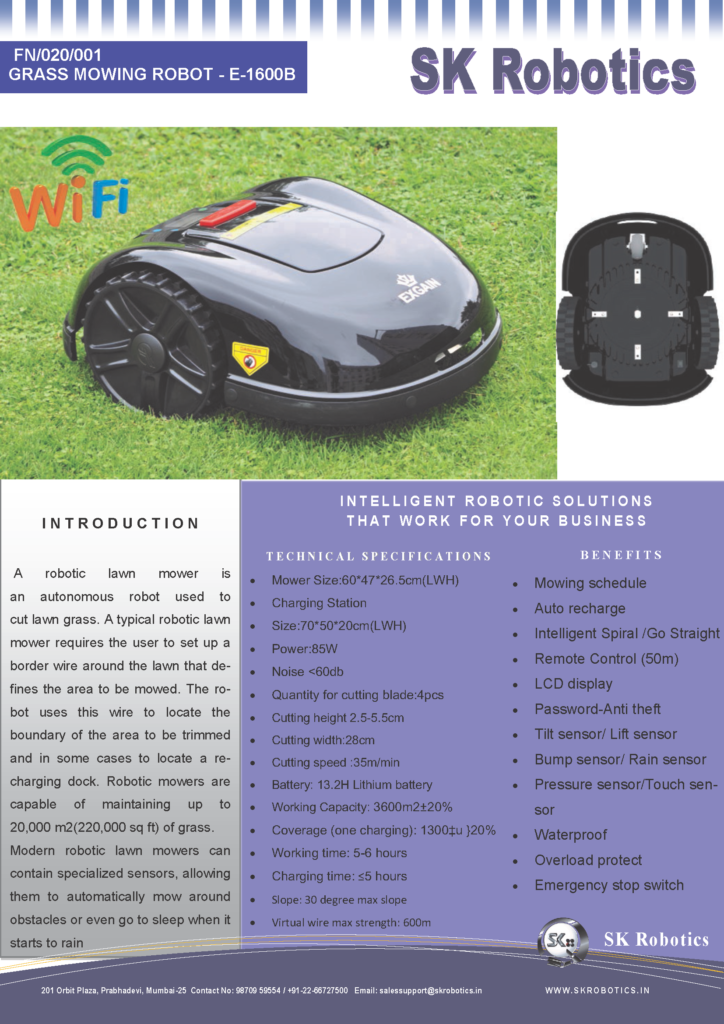 FN/020/001
GRASS MOWING ROBOT - E-1600B
SK Robotics
WiFi
EXGAIN
INTRODUCTION
A robotic lawn mower is
an autonomous robot used to
cut lawn grass. A typical robotic lawn
mower requires the user to set up a
border wire around the lawn that de-
fines the area to be mowed. The ro-
bot uses this wire to locate the
boundary of the area to be trimmed
and in some cases to locate a re-
charging dock. Robotic mowers are
capable of maintaining up to
20,000 m2(220,000 sq ft) of grass.
Modern robotic lawn mowers can
contain specialized sensors, allowing
them to automatically mow around
obstacles or even go to sleep when it
starts to rain
INTELLIGENT ROBOTIC SOLUTIONS
THAT WORK FOR YOUR BUSINESS
TECHNICAL SPECIFICATIONS
• Mower Size:60*47*26.5cm(LWH)
• Charging Station
• Size:70*50*20cm(LWH)
• Power:85W
• Noise <60db
• Quantity for cutting blade:4pcs
• Cutting height 2.5-5.5cm
• Cutting width:28cm
• Cutting speed :35m/min
• Battery: 13.2H Lithium battery
• Working Capacity: 3600m2±20%
• Coverage (one charging): 1300‡u }20%
• Working time: 5-6 hours
• Charging time: ≤5 hours
• Slope: 30 degree max slope
• Virtual wire max strength: 600m
BENEFITS
• Mowing schedule
• Auto recharge
• Intelligent Spiral /Go Straight
• Remote Control (50m)
• LCD display
• Password-Anti theft
• Tilt sensor/ Lift sensor
• Bump sensor/ Rain sensor
• Pressure sensor/Touch sen-
sor
• Waterproof
• Overload protect
• Emergency stop switch
SK
SK Robotics
201 Orbit Plaza, Prabhadevi, Mumbai-25 Contact No: 98709 59554 / +91-22-66727500 Email: salessupport@skrobotics.in
WWW.SKROBOTICS.IN